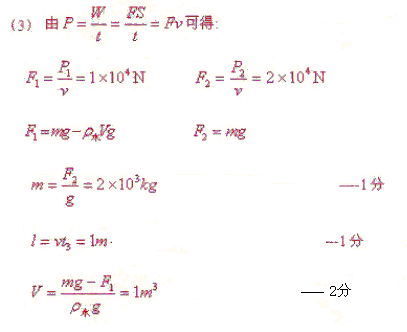 (3) 由 P = W/t = FS/t = Fv 可得:
F₁ = P₁/v = 1×10⁴N F₂ = P₂/v = 2×10⁴N
F₁=mg−ρ水Vg F₂ = mg
m = F₂/g = 2×10³kg —1分
l = vt₃ = 1m· --1分
V = (mg − F₁)/(ρ水g) = 1m³ — 2分